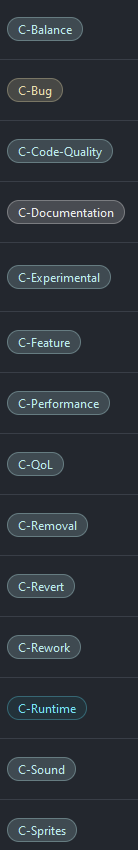 C-Balance
C-Bug
C-Code-Quality
C-Documentation
C-Experimental
C-Feature
C-Performance
C-QoL
C-Removal
C-Revert
C-Rework
C-Runtime
C-Sound
C-Sprites